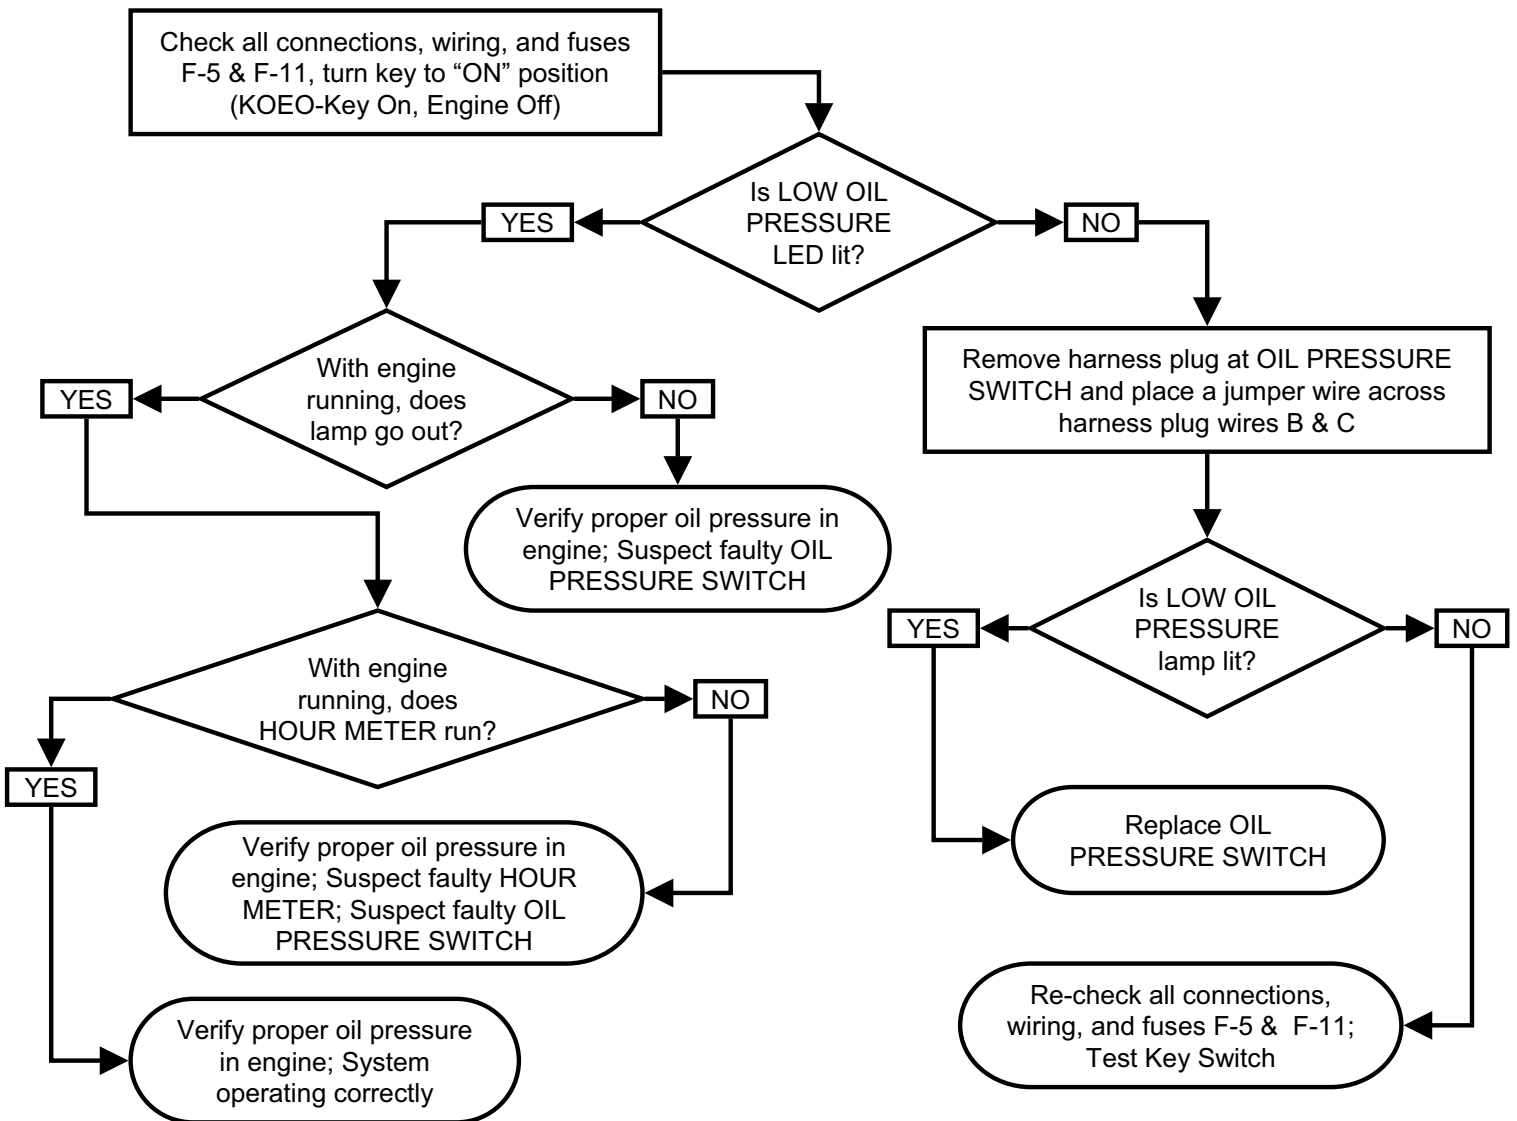 Check all connections, wiring, and fuses
F-5 & F-11, turn key to “ON” position
(KOEO-Key On, Engine Off)
Is LOW OIL
PRESSURE
LED lit?
YES
NO
With engine
running, does
lamp go out?
YES
NO
Remove harness plug at OIL PRESSURE
SWITCH and place a jumper wire across
harness plug wires B & C
Verify proper oil pressure in
engine; Suspect faulty OIL
PRESSURE SWITCH
Is LOW OIL
PRESSURE
lamp lit?
YES
NO
With engine
running, does
HOUR METER run?
NO
YES
Replace OIL
PRESSURE SWITCH
Verify proper oil pressure in
engine; Suspect faulty HOUR
METER; Suspect faulty OIL
PRESSURE SWITCH
Re-check all connections,
wiring, and fuses F-5 &  F-11;
Test Key Switch
Verify proper oil pressure
in engine; System
operating correctly